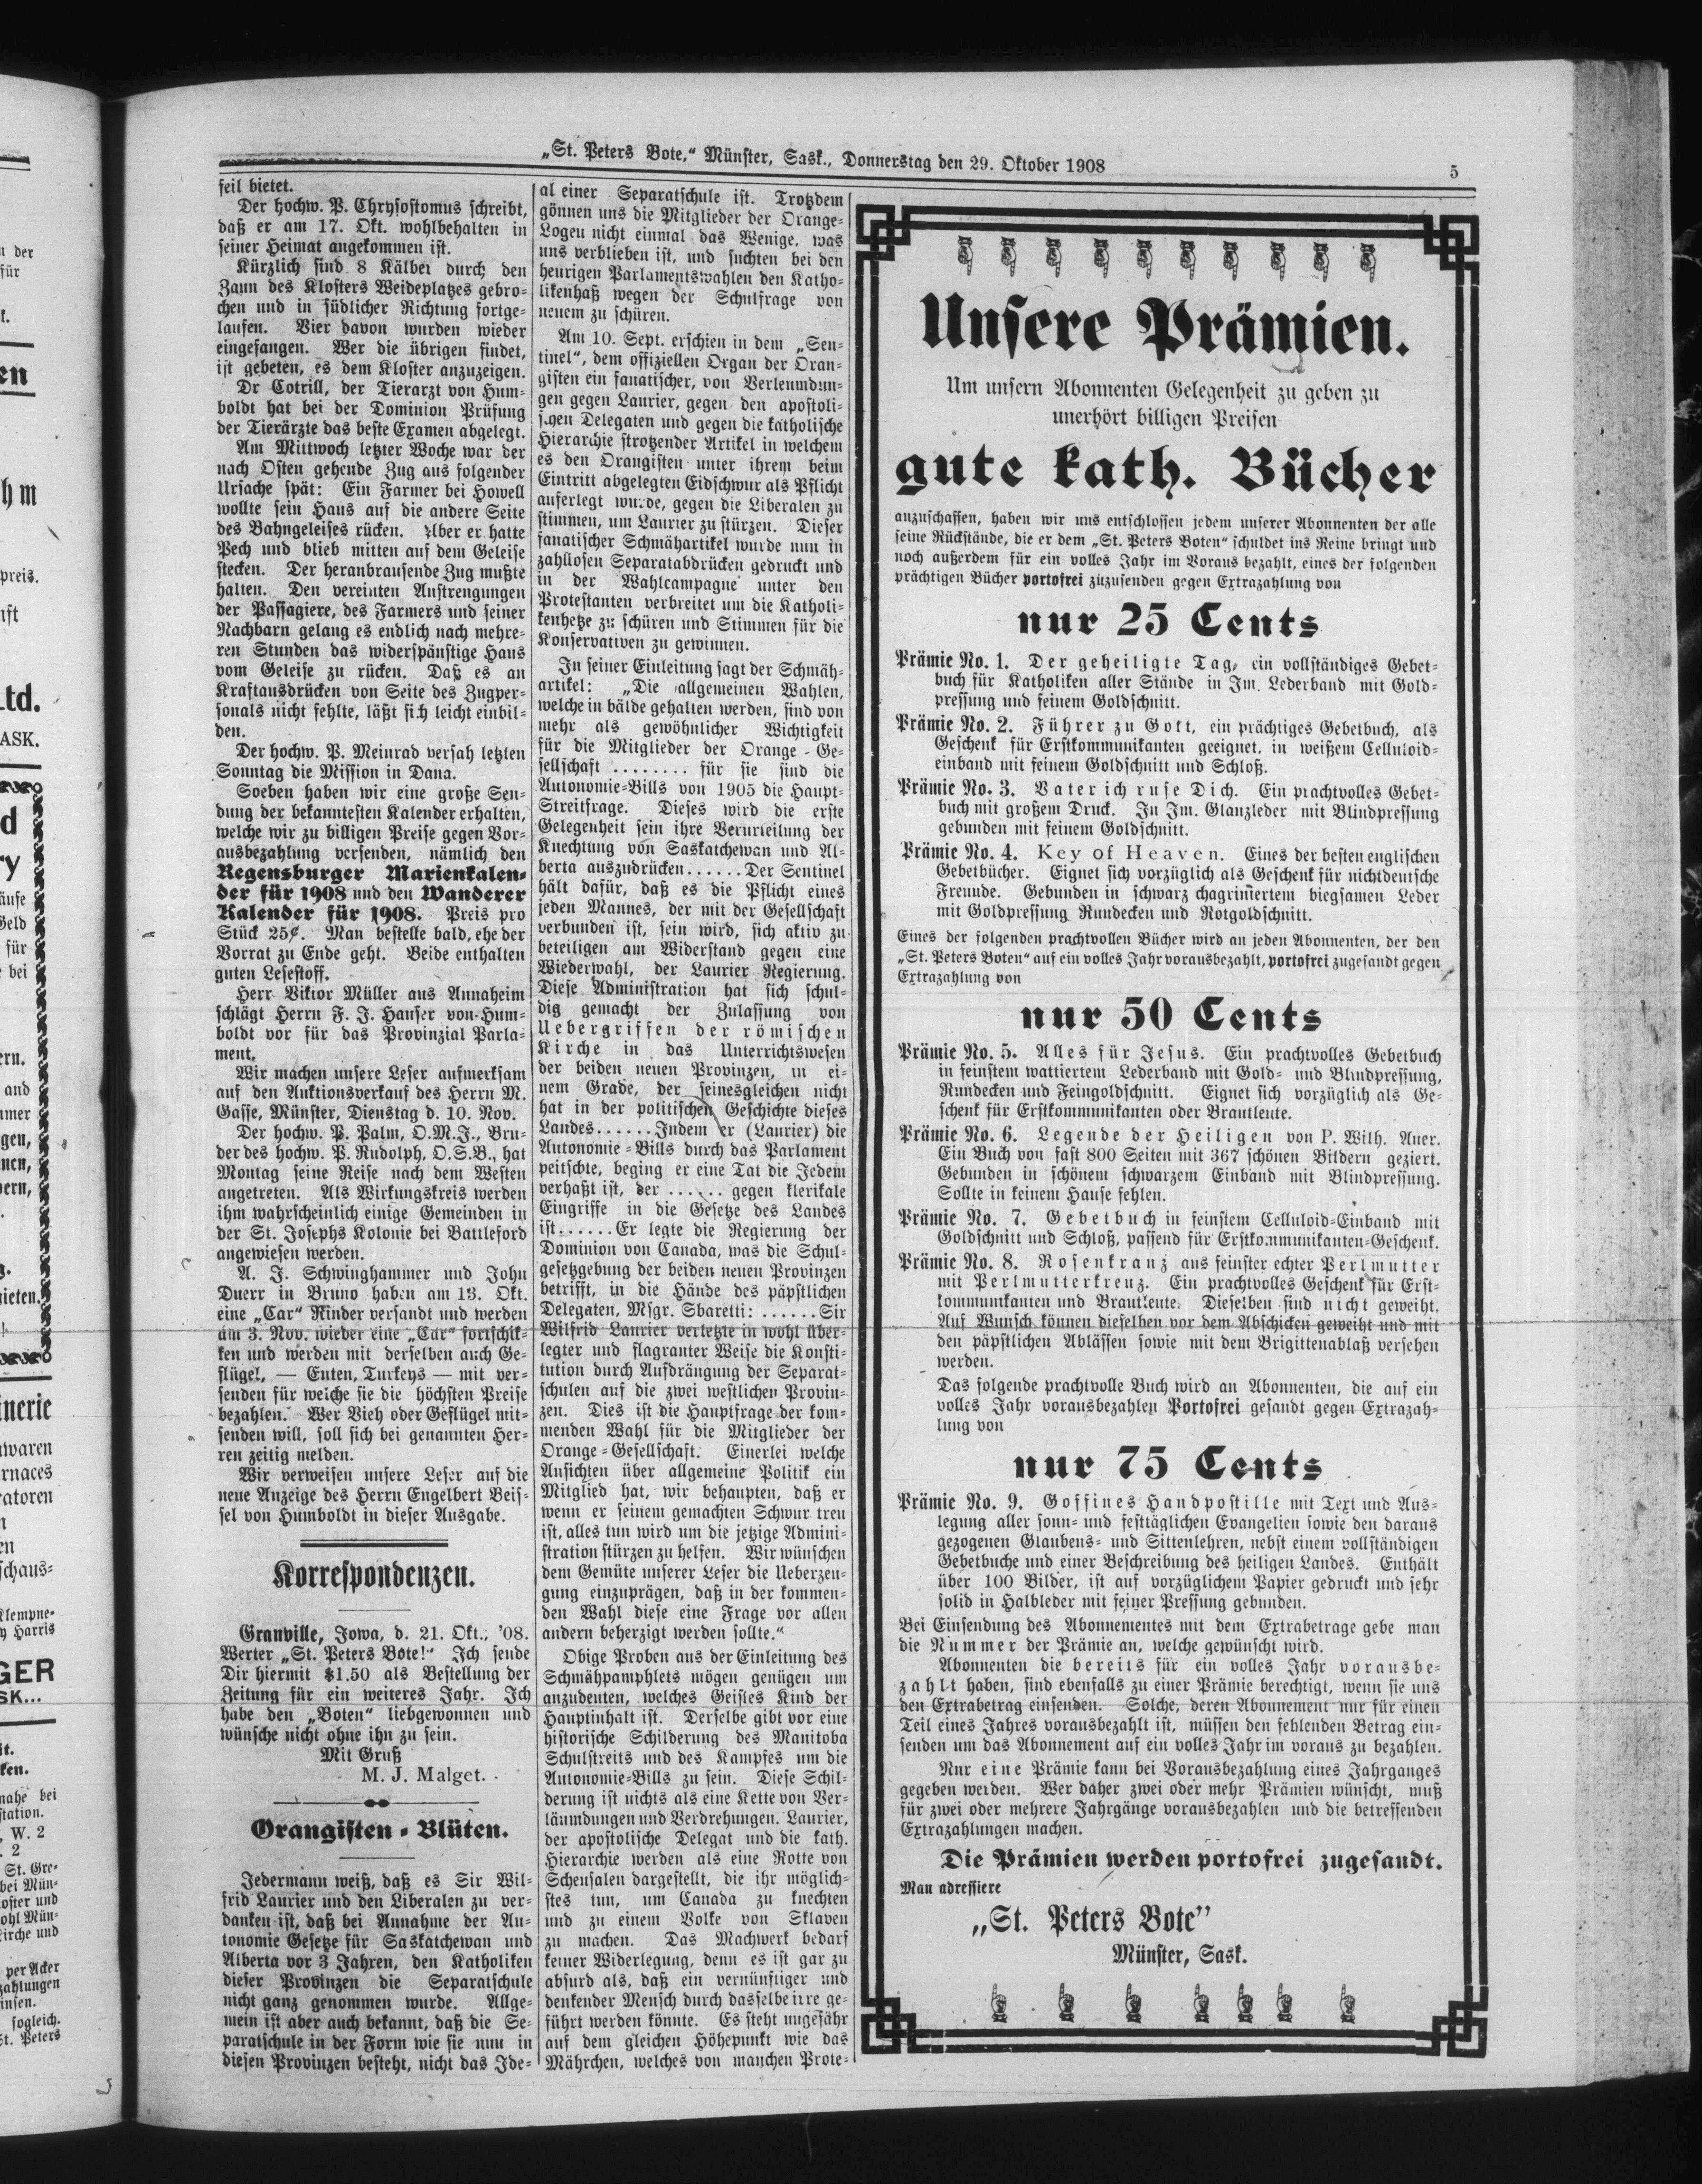 „St. Peters Bote,“ Münster, Sask., Donnerstag den 29. Oktober 1908
5
feil bietet.
Der hochw. P. Chrysostomus schreibt,
daß er am 17. Okt. wohlbehalten in
seiner Heimat angekommen ist.
Kürzlich sind 8 Kälber durch den
Zaun des Klosters Weideplatzes gebro-
chen und in südlicher Richtung fortge-
laufen. Vier davon wurden wieder
eingefangen. Wer die übrigen findet,
ist gebeten, es dem Kloster anzuzeigen.
Dr Cotrill, der Tierarzt von Hum-
boldt hat bei der Dominion Prüfung
der Tierärzte das beste Examen abgelegt.
Am Mittwoch letzter Woche war der
nach Osten gehende Zug aus folgender
Ursache spät: Ein Farmer bei Howell
wollte sein Haus auf die andere Seite
des Bahngeleises rücken. Aber er hatte
Pech und blieb mitten auf dem Geleise
stecken. Der heranbrausende Zug mußte
halten. Den vereinten Anstrengungen
der Passagiere, des Farmers und seiner
Nachbarn gelang es endlich nach mehre-
ren Stunden das widerspänstige Haus
vom Geleise zu rücken. Daß es an
Kraftausdrücken von Seite des Zugper-
sonals nicht fehlte, läßt sich leicht einbil-
den.
Der hochw. P. Meinrad versah letzten
Sonntag die Mission in Dana.
Soeben haben wir eine große Sen-
dung der bekanntesten Kalender erhalten,
welche wir zu billigen Preise gegen Vor-
ausbezahlung versenden, nämlich den
Regensburger Marienkalen-
der für 1908 und den Wanderer
Kalender für 1908. Preis pro
Stück 25¢. Man bestelle bald, ehe der
Vorrat zu Ende geht. Beide enthalten
guten Lesestoff.
Herr Viktor Müller aus Annaheim
schlägt Herrn F. J. Hauser von Hum-
boldt vor für das Provinzial Parla-
ment.
Wir machen unsere Leser aufmerksam
auf den Auktionsverkauf des Herrn M.
Gasse, Münster, Dienstag d. 10. Nov.
Der hochw. P. Palm, O.M.J., Bru-
der des hochw. P. Rudolph, O.S.B., hat
Montag seine Reise nach dem Westen
angetreten. Als Wirkungskreis werden
ihm wahrscheinlich einige Gemeinden in
der St. Josephs Kolonie bei Battleford
angewiesen werden.
A. J. Schwinghammer und John
Duerr in Bruno haben am 13. Okt.
eine „Car“ Rinder versandt und werden
am 3. Nov. wieder eine „Car“ fortschik-
ken und werden mit derselben auch Ge-
flügel, — Enten, Turkeys — mit ver-
senden für welche sie die höchsten Preise
bezahlen. Wer Vieh oder Geflügel mit-
senden will, soll sich bei genannten Her-
ren zeitig melden.
Wir verweisen unsere Leser auf die
neue Anzeige des Herrn Engelbert Beis-
sel von Humboldt in dieser Ausgabe.
Korrespondenzen.
Granville, Jowa, d. 21. Okt., '08.
Werter „St. Peters Bote!“ Ich sende
Dir hiermit $1.50 als Bestellung der
Zeitung für ein weiteres Jahr. Ich
habe den „Boten“ liebgewonnen und
wünsche nicht ohne ihn zu sein.
Mit Gruß
M. J. Malget.
Orangisten-Blüten.
Jedermann weiß, daß es Sir Wil-
frid Laurier und den Liberalen zu ver-
danken ist, daß bei Annahme der Au-
tonomie Gesetze für Saskatchewan und
Alberta vor 3 Jahren, den Katholiken
dieser Provinzen die Separatschule
nicht ganz genommen wurde. Allge-
mein ist aber auch bekannt, daß die Se-
paratschule in der Form wie sie nun in
diesen Provinzen besteht, nicht das Ide-
al einer Separatschule ist. Trotzdem
gönnen uns die Mitglieder der Orange-
Logen nicht einmal das Wenige, was
uns verblieben ist, und suchten bei den
heurigen Parlamentswahlen den Katho-
likenhaß wegen der Schulfrage von
neuem zu schüren.
Am 10. Sept. erschien in dem „Sen-
tinel“, dem offiziellen Organ der Oran-
gisten ein fanatischer, von Verleumdun-
gen gegen Laurier, gegen den apostoli-
schen Delegaten und gegen die katholische
Hierarchie strotzender Artikel in welchem
es den Orangisten unter ihrem beim
Eintritt abgelegten Eidschwur als Pflicht
auferlegt wurde, gegen die Liberalen zu
stimmen, um Laurier zu stürzen. Dieser
fanatischer Schmähartikel wurde nun in
zahllosen Separatabdrücken gedruckt und
in der Wahlcampagne unter den
Protestanten verbreitet um die Katholi-
kenhetze zu schüren und Stimmen für die
Konservativen zu gewinnen.
In seiner Einleitung sagt der Schmäh-
artikel: „Die allgemeinen Wahlen,
welche in bälde gehalten werden, sind von
mehr als gewöhnlicher Wichtigkeit
für die Mitglieder der Orange - Ge-
sellschaft ........ für sie sind die
Autonomie-Bills von 1905 die Haupt-
Streitfrage. Dieses wird die erste
Gelegenheit sein ihre Verurteilung der
Knechtung von Saskatchewan und Al-
berta auszudrücken......Der Sentinel
hält dafür, daß es die Pflicht eines
jeden Mannes, der mit der Gesellschaft
verbunden ist, sein wird, sich aktiv zu
beteiligen am Widerstand gegen eine
Wiederwahl, der Laurier Regierung.
Diese Administration hat sich schul-
dig gemacht der Zulassung von
Uebergriffen der römischen
Kirche in das Unterrichtswesen
der beiden neuen Provinzen, in ei-
nem Grade, der seinesgleichen nicht
hat in der politischen Geschichte dieses
Landes......Indem er (Laurier) die
Autonomie-Bills durch das Parlament
peitschte, beging er eine Tat die Jedem
verhaßt ist, der ...... gegen klerikale
Eingriffe in die Gesetze des Landes
ist......Er legte die Regierung der
Dominion von Canada, was die Schul-
gesetzgebung der beiden neuen Provinzen
betrifft, in die Hände des päpstlichen
Delegaten, Msgr. Sbaretti: ......Sir
Wilfrid Laurier verletzte in wohl über-
legter und flagranter Weise die Konsti-
tution durch Aufdrängung der Separat-
schulen auf die zwei westlichen Provin-
zen. Dies ist die Hauptfrage der kom-
menden Wahl für die Mitglieder der
Orange-Gesellschaft. Einerlei welche
Ansichten über allgemeine Politik ein
Mitglied hat, wir behaupten, daß er
wenn er seinem gemachten Schwur treu
ist, alles tun wird um die jetzige Admini-
stration stürzen zu helfen. Wir wünschen
dem Gemüte unserer Leser die Ueberzeu-
gung einzuprägen, daß in der kommen-
den Wahl diese eine Frage vor allen
andern beherzigt werden sollte.“
Obige Proben aus der Einleitung des
Schmähpamphlets mögen genügen um
anzudeuten, welches Geistes Kind der
Hauptinhalt ist. Derselbe gibt vor eine
historische Schilderung des Manitoba
Schulstreits und des Kampfes um die
Autonomie-Bills zu sein. Diese Schil-
derung ist nichts als eine Kette von Ver-
läumdungen und Verdrehungen. Laurier,
der apostolische Delegat und die kath.
Hierarchie werden als eine Rotte von
Scheusalen dargestellt, die ihr möglich-
stes tun, um Canada zu knechten
und zu einem Volke von Sklaven
zu machen. Das Machwerk bedarf
keiner Widerlegung, denn es ist gar zu
absurd als, daß ein vernünftiger und
denkender Mensch durch dasselbe irre ge-
führt werden könnte. Es steht ungefähr
auf dem gleichen Höhepunkt wie das
Mährchen, welches von manchen Prote-
Unsere Prämien.
Um unsern Abonnenten Gelegenheit zu geben zu
unerhört billigen Preisen
gute kath. Bücher
anzuschaffen, haben wir uns entschlossen jedem unserer Abonnenten der alle
seine Rückstände, die er dem „St. Peters Boten“ schuldet ins Reine bringt und
noch außerdem für ein volles Jahr im Voraus bezahlt, eines der folgenden
prächtigen Bücher portofrei zuzusenden gegen Extrazahlung von
nur 25 Cents
Prämie No. 1. Der geheiligte Tag, ein vollständiges Gebet-
buch für Katholiken aller Stände in Im. Lederband mit Gold-
pressung und feinem Goldschnitt.
Prämie No. 2. Führer zu Gott, ein prächtiges Gebetbuch, als
Geschenk für Erstkommunikanten geeignet, in weißem Celluloid-
einband mit feinem Goldschnitt und Schloß.
Prämie No. 3. Vater ich rufe Dich. Ein prachtvolles Gebet-
buch mit großem Druck. In Im. Glanzleder mit Blindpressung
gebunden mit feinem Goldschnitt.
Prämie No. 4. Key of Heaven. Eines der besten englischen
Gebetbücher. Eignet sich vorzüglich als Geschenk für nichtdeutsche
Freunde. Gebunden in schwarz chagriniertem biegsamen Leder
mit Goldpressung Rundecken und Rotgoldschnitt.
Eines der folgenden prachtvollen Bücher wird an jeden Abonnenten, der den
„St. Peters Boten“ auf ein volles Jahr vorausbezahlt, portofrei zugesandt gegen
Extrazahlung von
nur 50 Cents
Prämie No. 5. Alles für Jesus. Ein prachtvolles Gebetbuch
in feinstem wattiertem Lederband mit Gold- und Blindpressung,
Rundecken und Feingoldschnitt. Eignet sich vorzüglich als Ge-
schenk für Erstkommunikanten oder Brautleute.
Prämie No. 6. Legende der Heiligen von P. Wilh. Auer.
Ein Buch von fast 800 Seiten mit 367 schönen Bildern geziert.
Gebunden in schönem schwarzem Einband mit Blindpressung.
Sollte in keinem Hause fehlen.
Prämie No. 7. Gebetbuch in feinstem Celluloid-Einband mit
Goldschnitt und Schloß, passend für Erstkommunikanten-Geschenk.
Prämie No. 8. Rosenkranz aus feinster echter Perlmutter
mit Perlmutterkreuz. Ein prachtvolles Geschenk für Erst-
kommunikanten und Brautleute. Dieselben sind nicht geweiht.
Auf Wunsch können dieselben vor dem Abschicken geweiht und mit
den päpstlichen Ablässen sowie mit dem Brigittenablaß versehen
werden.
Das folgende prachtvolle Buch wird an Abonnenten, die auf ein
volles Jahr vorausbezahlen Portofrei gesandt gegen Extrazah-
lung von
nur 75 Cents
Prämie No. 9. Goffines Handpostille mit Text und Aus-
legung aller sonn- und festtäglichen Evangelien sowie den daraus
gezogenen Glaubens- und Sittenlehren, nebst einem vollständigen
Gebetbuche und einer Beschreibung des heiligen Landes. Enthält
über 100 Bilder, ist auf vorzüglichem Papier gedruckt und sehr
solid in Halbleder mit feiner Pressung gebunden.
Bei Einsendung des Abonnementes mit dem Extrabetrage gebe man
die Nummer der Prämie an, welche gewünscht wird.
Abonnenten die bereits für ein volles Jahr vorausbe-
zahlt haben, sind ebenfalls zu einer Prämie berechtigt, wenn sie uns
den Extrabetrag einsenden. Solche, deren Abonnement nur für einen
Teil eines Jahres vorausbezahlt ist, müssen den fehlenden Betrag ein-
senden um das Abonnement auf ein volles Jahr im voraus zu bezahlen.
Nur eine Prämie kann bei Vorausbezahlung eines Jahrganges
gegeben werden. Wer daher zwei oder mehr Prämien wünscht, muß
für zwei oder mehrere Jahrgänge vorausbezahlen und die betreffenden
Extrazahlungen machen.
Die Prämien werden portofrei zugesandt.
Man adressiere
„St. Peters Bote”
Münster, Sask.